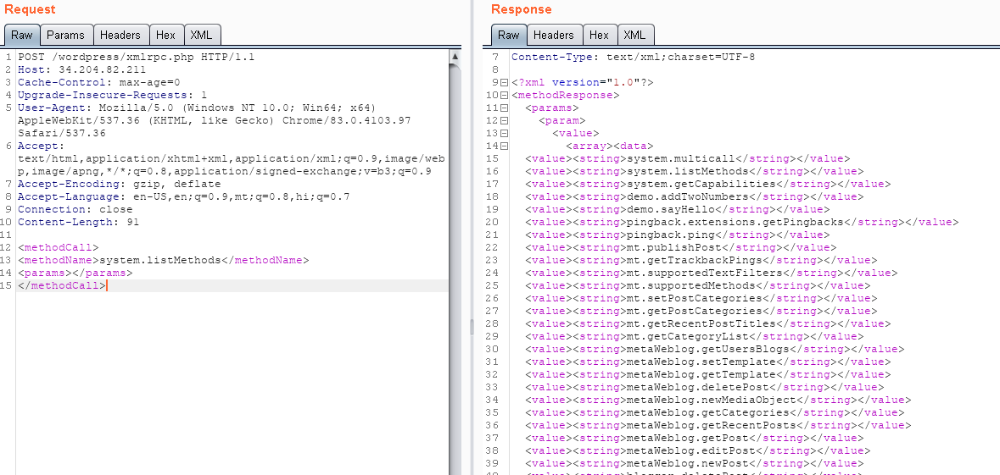 Request
Raw Params Headers Hex XML
1 POST /wordpress/xmlrpc.php HTTP/1.1
2 Host: 34.204.82.211
3 Cache-Control: max-age=0
4 Upgrade-Insecure-Requests: 1
5 User-Agent: Mozilla/5.0 (Windows NT 10.0; Win64; x64)
AppleWebKit/537.36 (KHTML, like Gecko) Chrome/83.0.4103.97
Safari/537.36
6 Accept:
text/html,application/xhtml+xml,application/xml;q=0.9,image/web
p,image/apng,*/*;q=0.8,application/signed-exchange;v=b3;q=0.9
7 Accept-Encoding: gzip, deflate
8 Accept-Language: en-US,en;q=0.9,mt;q=0.8,hi;q=0.7
9 Connection: close
10 Content-Length: 91
11
12 <methodCall>
13 <methodName>system.listMethods</methodName>
14 <params></params>
15 </methodCall>
Response
Raw Headers Hex XML
7 Content-Type: text/xml;charset=UTF-8
8
9 <?xml version="1.0"?>
10 <methodResponse>
11 <params>
12 <param>
13 <value>
14 <array><data>
15 <value><string>system.multicall</string></value>
16 <value><string>system.listMethods</string></value>
17 <value><string>system.getCapabilities</string></value>
18 <value><string>demo.addTwoNumbers</string></value>
19 <value><string>demo.sayHello</string></value>
20 <value><string>pingback.extensions.getPingbacks</string></value>
21 <value><string>pingback.ping</string></value>
22 <value><string>mt.publishPost</string></value>
23 <value><string>mt.getTrackbackPings</string></value>
24 <value><string>mt.supportedTextFilters</string></value>
25 <value><string>mt.supportedMethods</string></value>
26 <value><string>mt.setPostCategories</string></value>
27 <value><string>mt.getPostCategories</string></value>
28 <value><string>mt.getRecentPostTitles</string></value>
29 <value><string>mt.getCategoryList</string></value>
30 <value><string>metaWeblog.getUsersBlogs</string></value>
31 <value><string>metaWeblog.setTemplate</string></value>
32 <value><string>metaWeblog.getTemplate</string></value>
33 <value><string>metaWeblog.deletePost</string></value>
34 <value><string>metaWeblog.newMediaObject</string></value>
35 <value><string>metaWeblog.getCategories</string></value>
36 <value><string>metaWeblog.getRecentPosts</string></value>
37 <value><string>metaWeblog.getPost</string></value>
38 <value><string>metaWeblog.editPost</string></value>
39 <value><string>metaWeblog.newPost</string></value>